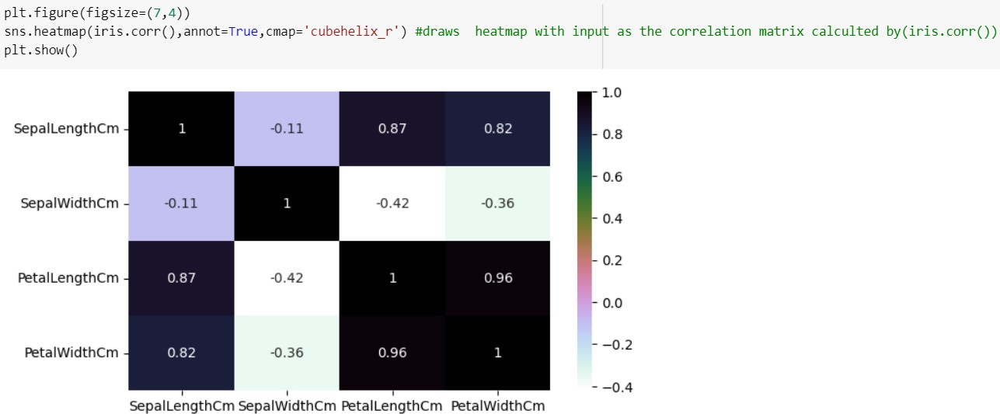 plt.figure(figsize=(7,4))
sns.heatmap(iris.corr(),annot=True,cmap='cubehelix_r') #draws  heatmap with input as the correlation matrix calculted by(iris.corr())
plt.show()
1.0
SepalLengthCm 1 -0.11 0.87 0.82
0.8
0.6
SepalWidthCm -0.11 1 -0.42 -0.36
0.4
0.2
PetalLengthCm 0.87 -0.42 1 0.96
0.0
−0.2
PetalWidthCm 0.82 -0.36 0.96 1
−0.4
SepalLengthCm SepalWidthCm PetalLengthCm PetalWidthCm